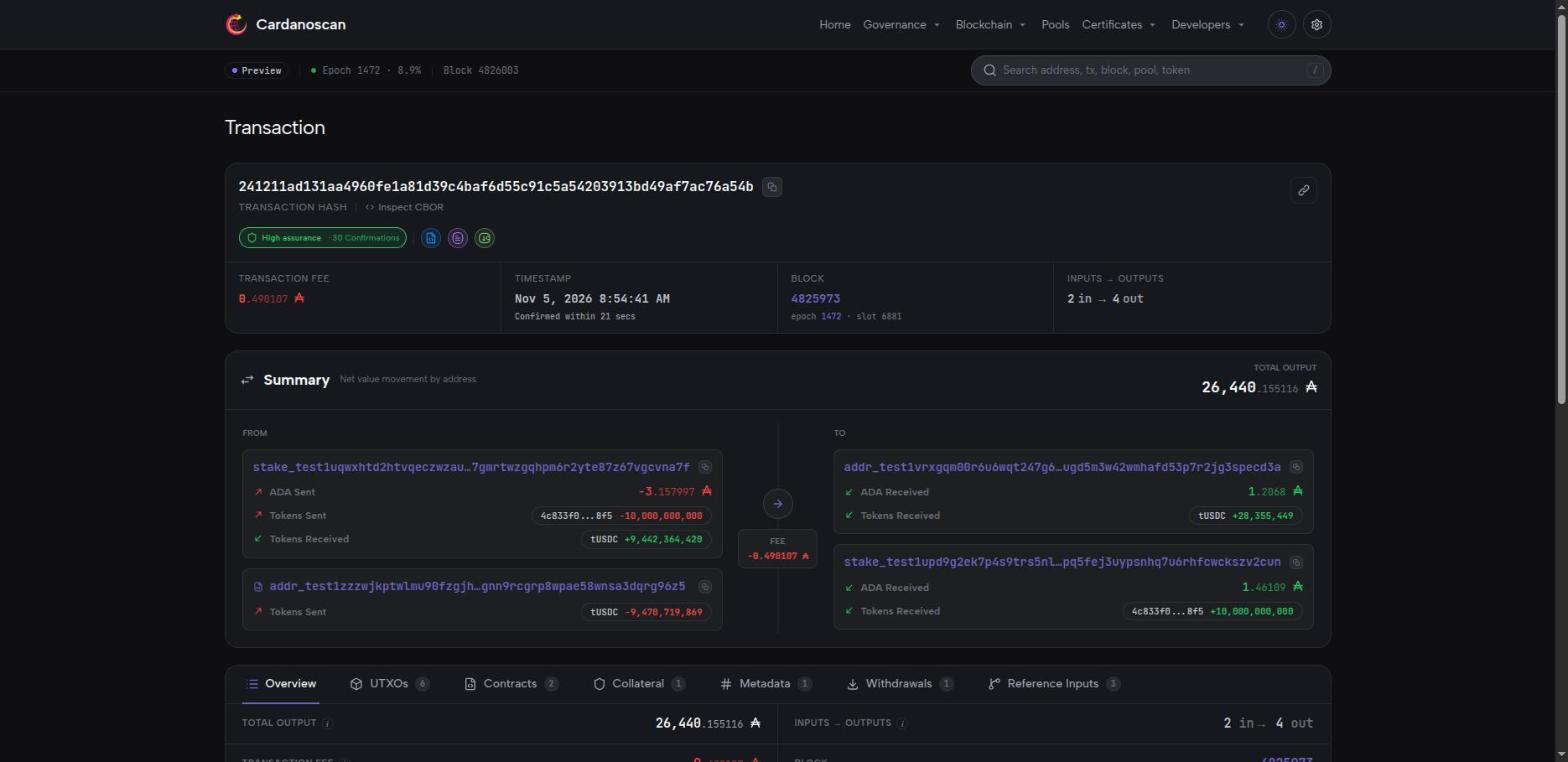 Cardanoscan
Home Governance Blockchain Pools Certificates Developers
Preview Epoch 1472 · 8.9% Block 4826003
Search address, tx, block, pool, token /
Transaction
241211ad131aa4960fe1a81d39c4baf6d55c91c5a54203913bd49af7ac76a54b
TRANSACTION HASH <> Inspect CBOR
High assurance · 30 Confirmations
TRANSACTION FEE TIMESTAMP BLOCK INPUTS → OUTPUTS
0.490107 ₳ Nov 5, 2026 8:54:41 AM 4825973 2 in → 4 out
Confirmed within 21 secs epoch 1472 · slot 6881
Summary Net value movement by address
TOTAL OUTPUT
26,440.155116 ₳
FROM
stake_test1uqwxhtd2htvqeczwzau…7gmrtwzgqhpm6r2yte87z67vgcvna7f
ADA Sent -3.157997 ₳
Tokens Sent 4c833f0...8f5 -10,000,000,000
Tokens Received tUSDC +9,442,364,420
addr_test1zzzwjkptwlmu90fzgjh…gnn9rcgrp8wpae58wnsa3dqrg96z5
Tokens Sent tUSDC -9,470,719,869
FEE
-0.490107 ₳
TO
addr_test1vrxgqm00r6u6wqt247g6…ugd5m3w42wmhafd53p7r2jg3specd3a
ADA Received 1.2068 ₳
Tokens Received tUSDC +28,355,449
stake_test1upd9g2ek7p4s9trs5nl…pq5fej3uypsnhq7u6rhfcwckszv2cun
ADA Received 1.46109 ₳
Tokens Received 4c833f0...8f5 +10,000,000,000
Overview UTXOs 6 Contracts 2 Collateral 1 Metadata 1 Withdrawals 1 Reference Inputs 3
TOTAL OUTPUT i 26,440.155116 ₳ INPUTS → OUTPUTS i 2 in → 4 out